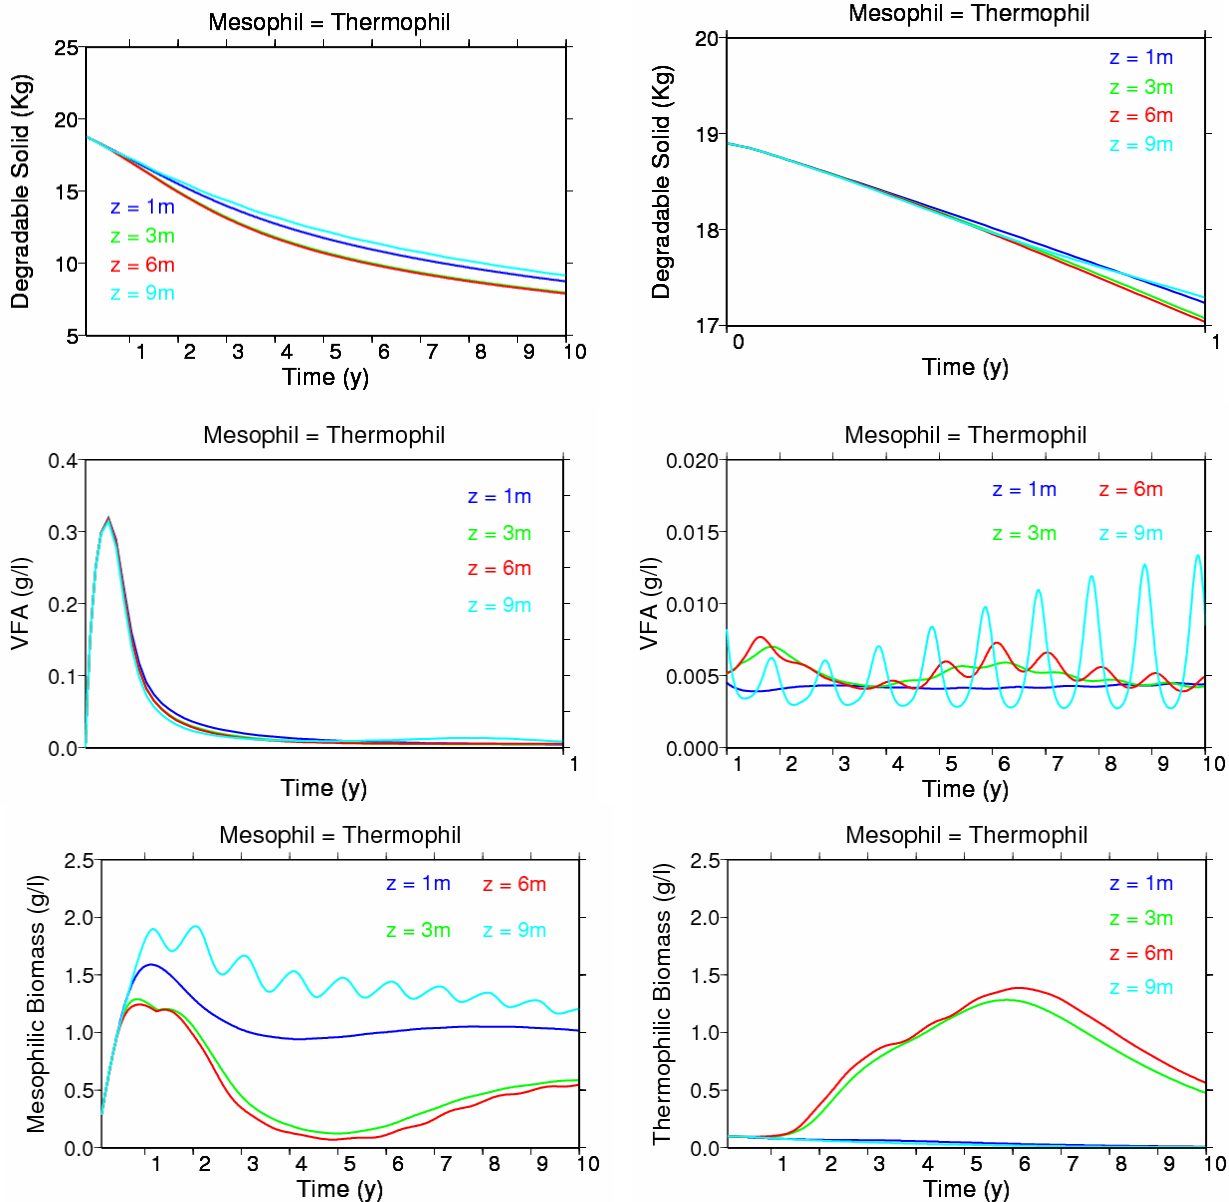 Mesophil = Thermophil
25
20
15
10
5
Degradable Solid (Kg)
z = 1m
z = 3m
z = 6m
z = 9m
1 2 3 4 5 6 7 8 9 10
Time (y)
Mesophil = Thermophil
20
19
18
17
Degradable Solid (Kg)
z = 1m
z = 3m
z = 6m
z = 9m
0 1
Time (y)
Mesophil = Thermophil
0.4
0.3
0.2
0.1
0.0
VFA (g/l)
z = 1m
z = 3m
z = 6m
z = 9m
1
Time (y)
Mesophil = Thermophil
0.020
0.015
0.010
0.005
0.000
VFA (g/l)
z = 1m z = 6m
z = 3m z = 9m
1 2 3 4 5 6 7 8 9 10
Time (y)
Mesophil = Thermophil
2.5
2.0
1.5
1.0
0.5
0.0
Mesophilic Biomass (g/l)
z = 1m z = 6m
z = 3m z = 9m
1 2 3 4 5 6 7 8 9 10
Time (y)
Mesophil = Thermophil
2.5
2.0
1.5
1.0
0.5
0.0
Thermophilic Biomass (g/l)
z = 1m
z = 3m
z = 6m
z = 9m
1 2 3 4 5 6 7 8 9 10
Time (y)